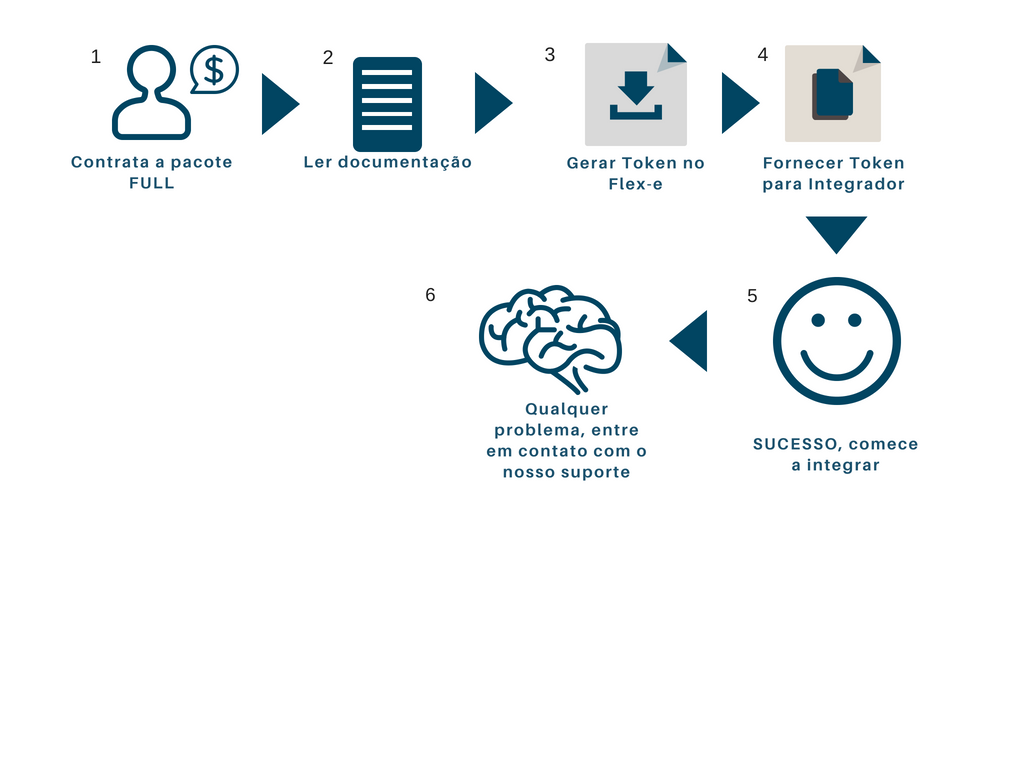 1
Contrata a pacote
FULL
2
Ler documentação
3
Gerar Token no
Flex-e
4
Fornecer Token
para Integrador
5
SUCESSO, comece
a integrar
6
Qualquer
problema, entre
em contato com o
nosso suporte